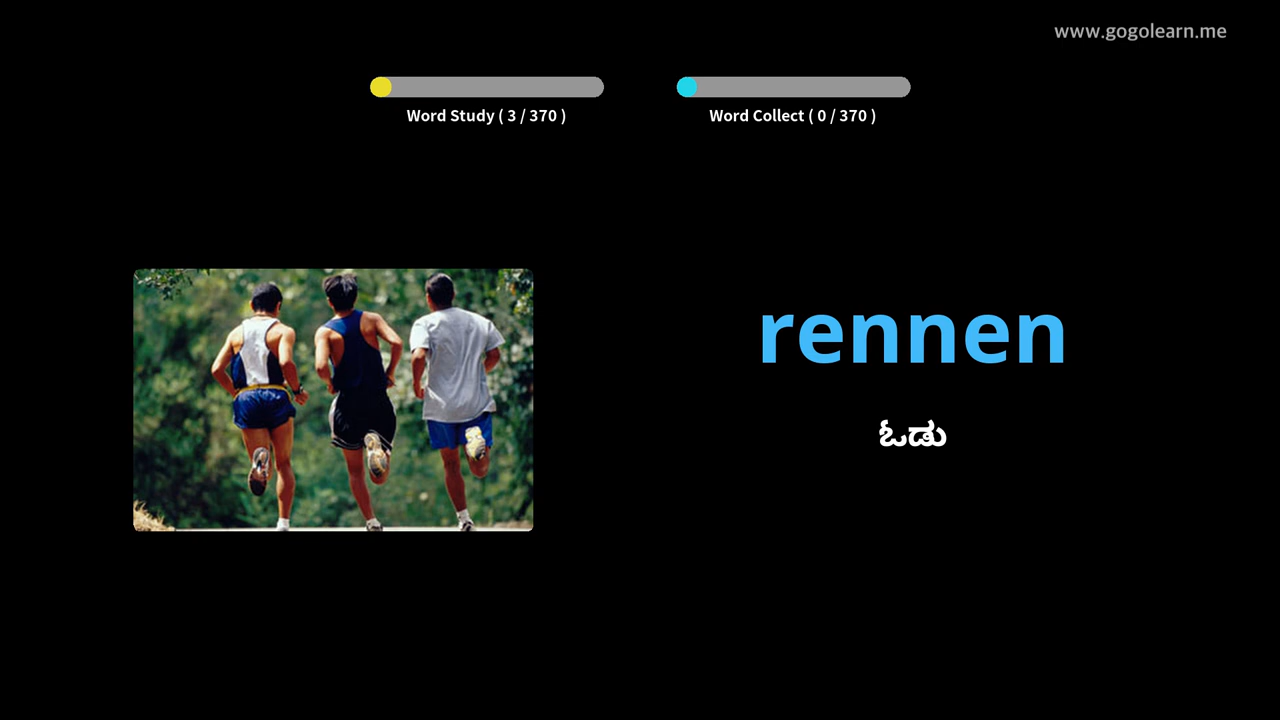 www.gogolearn.me
Word Study ( 3 / 370 )
Word Collect ( 0 / 370 )
rennen
ಓಡು